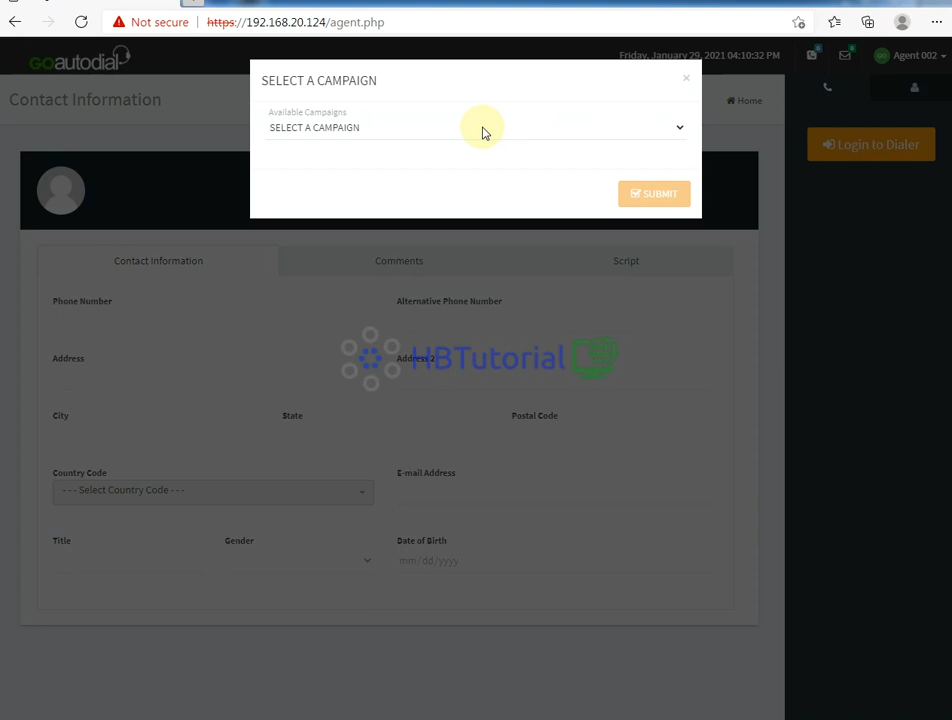 Not secure
https://192.168.20.124/agent.php
goautodial
Friday, January 29, 2021 04:10:32 PM
Agent 002
SELECT A CAMPAIGN
×
Contact Information
Home
Available Campaigns
SELECT A CAMPAIGN
Login to Dialer
SUBMIT
Contact Information
Comments
Script
Phone Number
Alternative Phone Number
HBTutorial
Address
Address 2
City
State
Postal Code
Country Code
E-mail Address
- - - Select Country Code - - -
Title
Gender
Date of Birth
mm/dd/yyyy